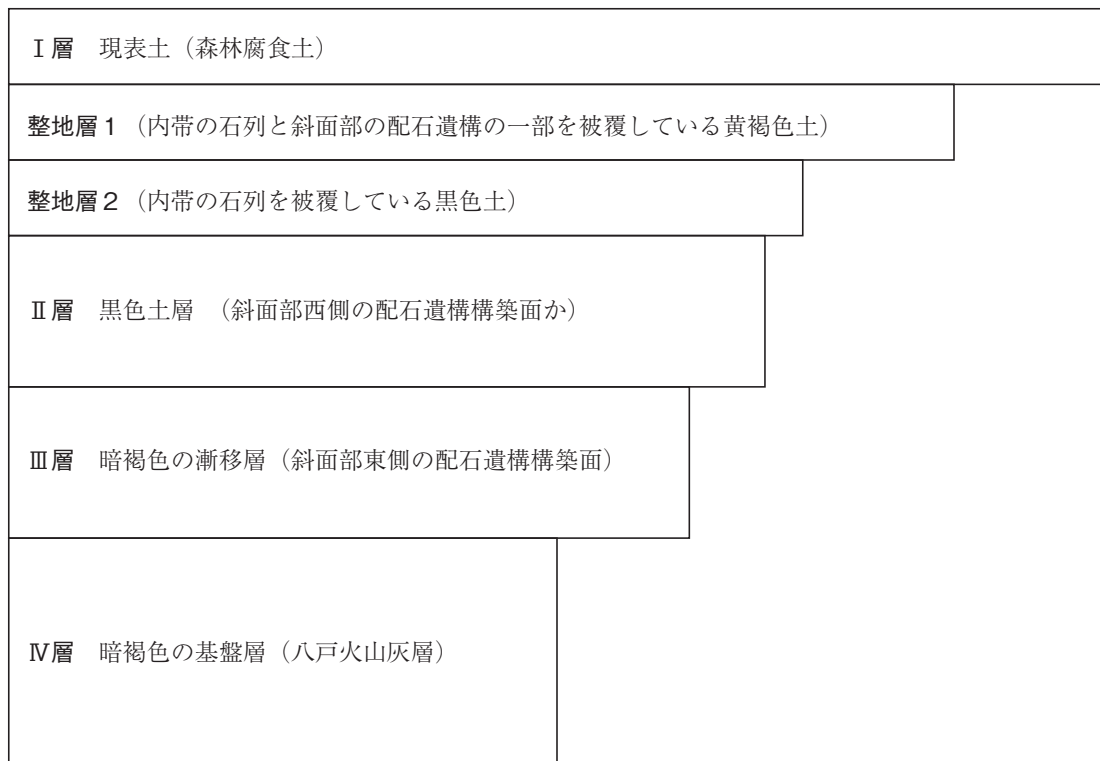 Ⅰ層　現表土（森林腐食土）
整地層１（内帯の石列と斜面部の配石遺構の一部を被覆している黄褐色土）
整地層２（内帯の石列を被覆している黒色土）
Ⅱ層　黒色土層　（斜面部西側の配石遺構構築面か）
Ⅲ層　暗褐色の漸移層（斜面部東側の配石遺構構築面）
Ⅳ層　暗褐色の基盤層（八戸火山灰層）